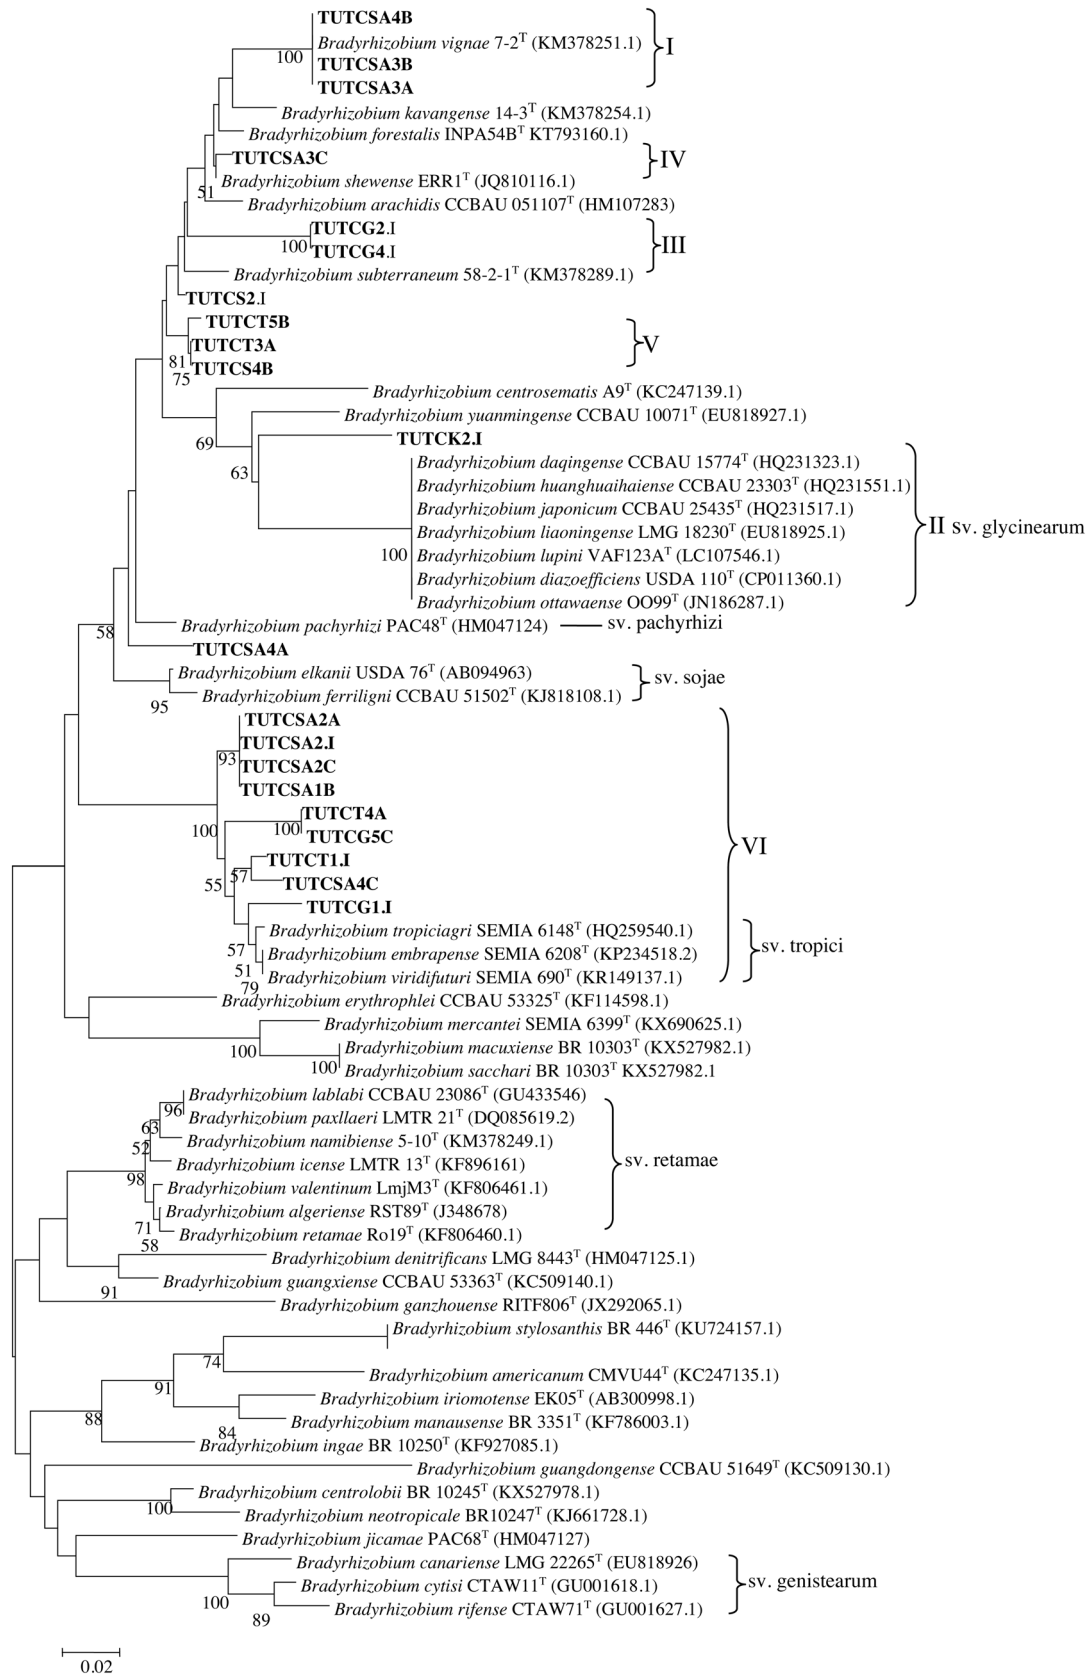 TUTCSA4B
Bradyrhizobium vignae 7-2T (KM378251.1)
I
100
TUTCSA3B
TUTCSA3A
Bradyrhizobium kavangense 14-3T (KM378254.1)
Bradyrhizobium forestalis INPA54BT KT793160.1)
TUTCSA3C
IV
Bradyrhizobium shewense ERR1T (JQ810116.1)
51
Bradyrhizobium arachidis CCBAU 051107T (HM107283)
TUTCG2.I
100
III
TUTCG4.I
Bradyrhizobium subterraneum 58-2-1T (KM378289.1)
TUTCS2.I
TUTCT5B
TUTCT3A
V
81
TUTCS4B
75
Bradyrhizobium centrosematis A9T (KC247139.1)
Bradyrhizobium yuanmingense CCBAU 10071T (EU818927.1)
69
TUTCK2.I
63
Bradyrhizobium daqingense CCBAU 15774T (HQ231323.1)
Bradyrhizobium huanghuaihaiense CCBAU 23303T (HQ231551.1)
Bradyrhizobium japonicum CCBAU 25435T (HQ231517.1)
II sv. glycinearum
Bradyrhizobium liaoningense LMG 18230T (EU818925.1)
100
Bradyrhizobium lupini VAF123AT (LC107546.1)
Bradyrhizobium diazoefficiens USDA 110T (CP011360.1)
Bradyrhizobium ottawaense OO99T (JN186287.1)
Bradyrhizobium pachyrhizi PAC48T (HM047124)
sv. pachyrhizi
58
TUTCSA4A
Bradyrhizobium elkanii USDA 76T (AB094963)
sv. sojae
Bradyrhizobium ferriligni CCBAU 51502T (KJ818108.1)
95
TUTCSA2A
TUTCSA2.I
93
TUTCSA2C
TUTCSA1B
TUTCT4A
100
100
TUTCG5C
VI
TUTCT1.I
57
55
TUTCSA4C
TUTCG1.I
Bradyrhizobium tropiciagri SEMIA 6148T (HQ259540.1)
57
sv. tropici
Bradyrhizobium embrapense SEMIA 6208T (KP234518.2)
51
Bradyrhizobium viridifuturi SEMIA 690T (KR149137.1)
79
Bradyrhizobium erythrophlei CCBAU 53325T (KF114598.1)
Bradyrhizobium mercantei SEMIA 6399T (KX690625.1)
100
Bradyrhizobium macuxiense BR 10303T (KX527982.1)
100
Bradyrhizobium sacchari BR 10303T KX527982.1
Bradyrhizobium lablabi CCBAU 23086T (GU433546)
96
Bradyrhizobium paxllaeri LMTR 21T (DQ085619.2)
63
Bradyrhizobium namibiense 5-10T (KM378249.1)
52
sv. retamae
Bradyrhizobium icense LMTR 13T (KF896161)
98
Bradyrhizobium valentinum LmjM3T (KF806461.1)
Bradyrhizobium algeriense RST89T (J348678)
71
Bradyrhizobium retamae Ro19T (KF806460.1)
58
Bradyrhizobium denitrificans LMG 8443T (HM047125.1)
Bradyrhizobium guangxiense CCBAU 53363T (KC509140.1)
91
Bradyrhizobium ganzhouense RITF806T (JX292065.1)
Bradyrhizobium stylosanthis BR 446T (KU724157.1)
74
Bradyrhizobium americanum CMVU44T (KC247135.1)
91
Bradyrhizobium iriomotense EK05T (AB300998.1)
88
Bradyrhizobium manausense BR 3351T (KF786003.1)
84
Bradyrhizobium ingae BR 10250T (KF927085.1)
Bradyrhizobium guangdongense CCBAU 51649T (KC509130.1)
Bradyrhizobium centrolobii BR 10245T (KX527978.1)
100
Bradyrhizobium neotropicale BR10247T (KJ661728.1)
Bradyrhizobium jicamae PAC68T (HM047127)
Bradyrhizobium canariense LMG 22265T (EU818926)
sv. genistearum
Bradyrhizobium cytisi CTAW11T (GU001618.1)
100
Bradyrhizobium rifense CTAW71T (GU001627.1)
89
0.02